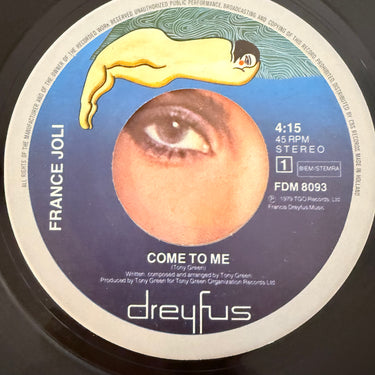 ALL RIGHTS OF THE MANUFACTURER AND OF THE OWNER OF THE RECORDED WORK RESERVED. UNAUTHORIZED PUBLIC PERFORMANCE, BROADCASTING AND COPYING OF THIS RECORD PROHIBITED. DISTRIBUTED BY CBS RECORDS. MADE IN HOLLAND
FRANCE JOLI
4:15
45 RPM
STEREO
1
BIEM/STEMRA
FDM 8093
Ⓟ 1979 TGO Records, Ltd
Francis Dreyfus Music
COME TO ME
(Tony Green)
Written, composed and arranged by Tony Green
Produced by Tony Green for Tony Green Organization Records Ltd
dreyfus